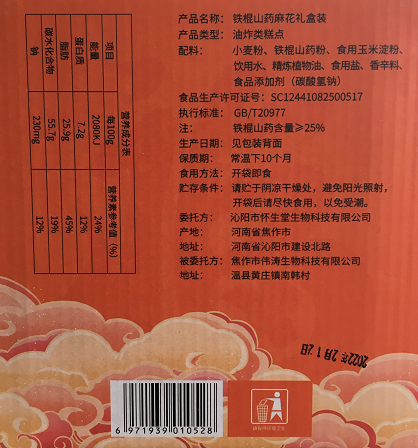 产品名称： 铁棍山药麻花礼盒装
产品类型： 油炸类糕点
配料： 小麦粉、铁棍山药粉、食用玉米淀粉、
饮用水、精炼植物油、食用盐、香辛料、
食品添加剂（碳酸氢钠）
食品生产许可证号：SC12441082500517
执行标准： GB/T20977
注： 铁棍山药含量≥25%
生产日期： 见包装背面
保质期： 常温下10个月
食用方法： 开袋即食
贮存条件： 请贮于阴凉干燥处，避免阳光照射，
开袋后请尽快食用，以免受潮。
委托方： 沁阳市怀生堂生物科技有限公司
产地： 河南省焦作市
地址： 河南省沁阳市建设北路
被委托方： 焦作市伟涛生物科技有限公司
地址： 温县黄庄镇南韩村
营养成分表
项目 每100g 营养素参考值（%）
能量 2080KJ 24%
蛋白质 7.2g 12%
脂肪 25.9g 45%
碳水化合物 55.7g 19%
钠 230mg 12%
6 971939 010528